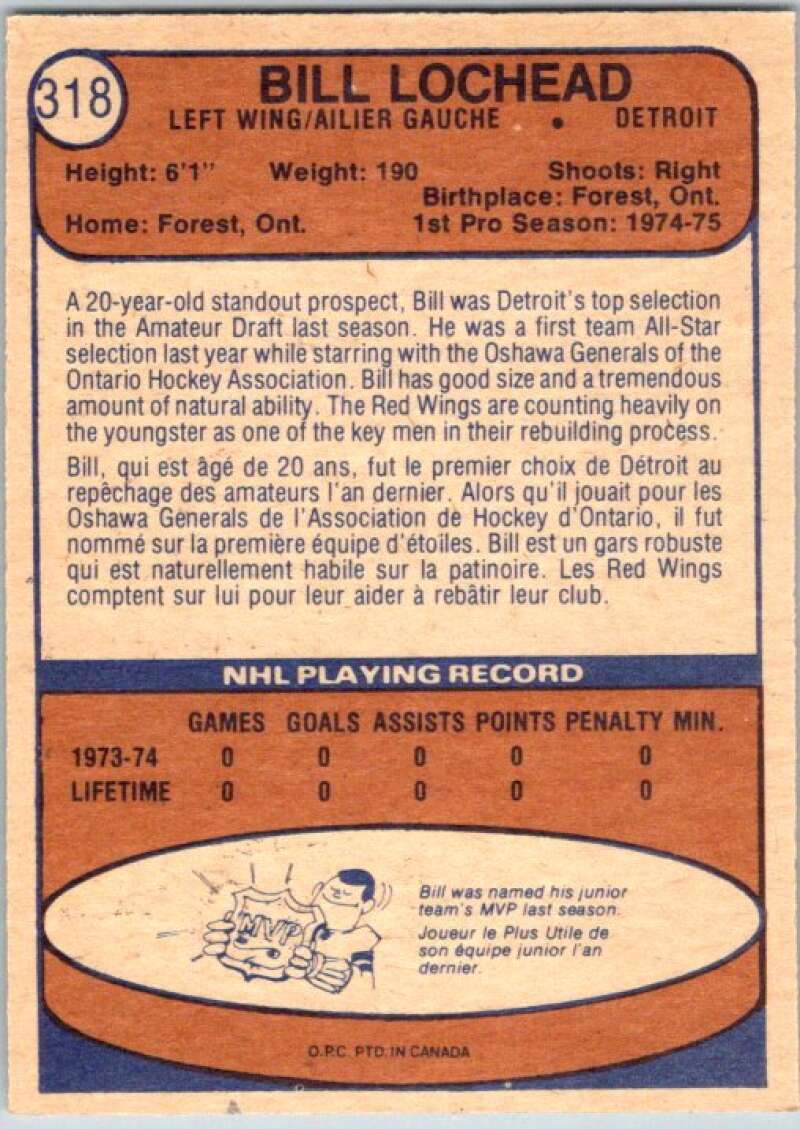 318
BILL LOCHEAD
LEFT WING/AILIER GAUCHE • DETROIT
Height: 6'1" Weight: 190 Shoots: Right
Birthplace: Forest, Ont.
Home: Forest, Ont. 1st Pro Season: 1974-75
A 20-year-old standout prospect, Bill was Detroit's top selection
in the Amateur Draft last season. He was a first team All-Star
selection last year while starring with the Oshawa Generals of the
Ontario Hockey Association. Bill has good size and a tremendous
amount of natural ability. The Red Wings are counting heavily on
the youngster as one of the key men in their rebuilding process.
Bill, qui est âgé de 20 ans, fut le premier choix de Détroit au
repêchage des amateurs l'an dernier. Alors qu'il jouait pour les
Oshawa Generals de l'Association de Hockey d'Ontario, il fut
nommé sur la première équipe d'étoiles. Bill est un gars robuste
qui est naturellement habile sur la patinoire. Les Red Wings
comptent sur lui pour leur aider à rebâtir leur club.
NHL PLAYING RECORD
GAMES GOALS ASSISTS POINTS PENALTY MIN.
1973-74 0 0 0 0 0
LIFETIME 0 0 0 0 0
MVP
Bill was named his junior
team's MVP last season.
Joueur le Plus Utile de
son équipe junior l'an
dernier.
O.P.C. PTD. IN CANADA